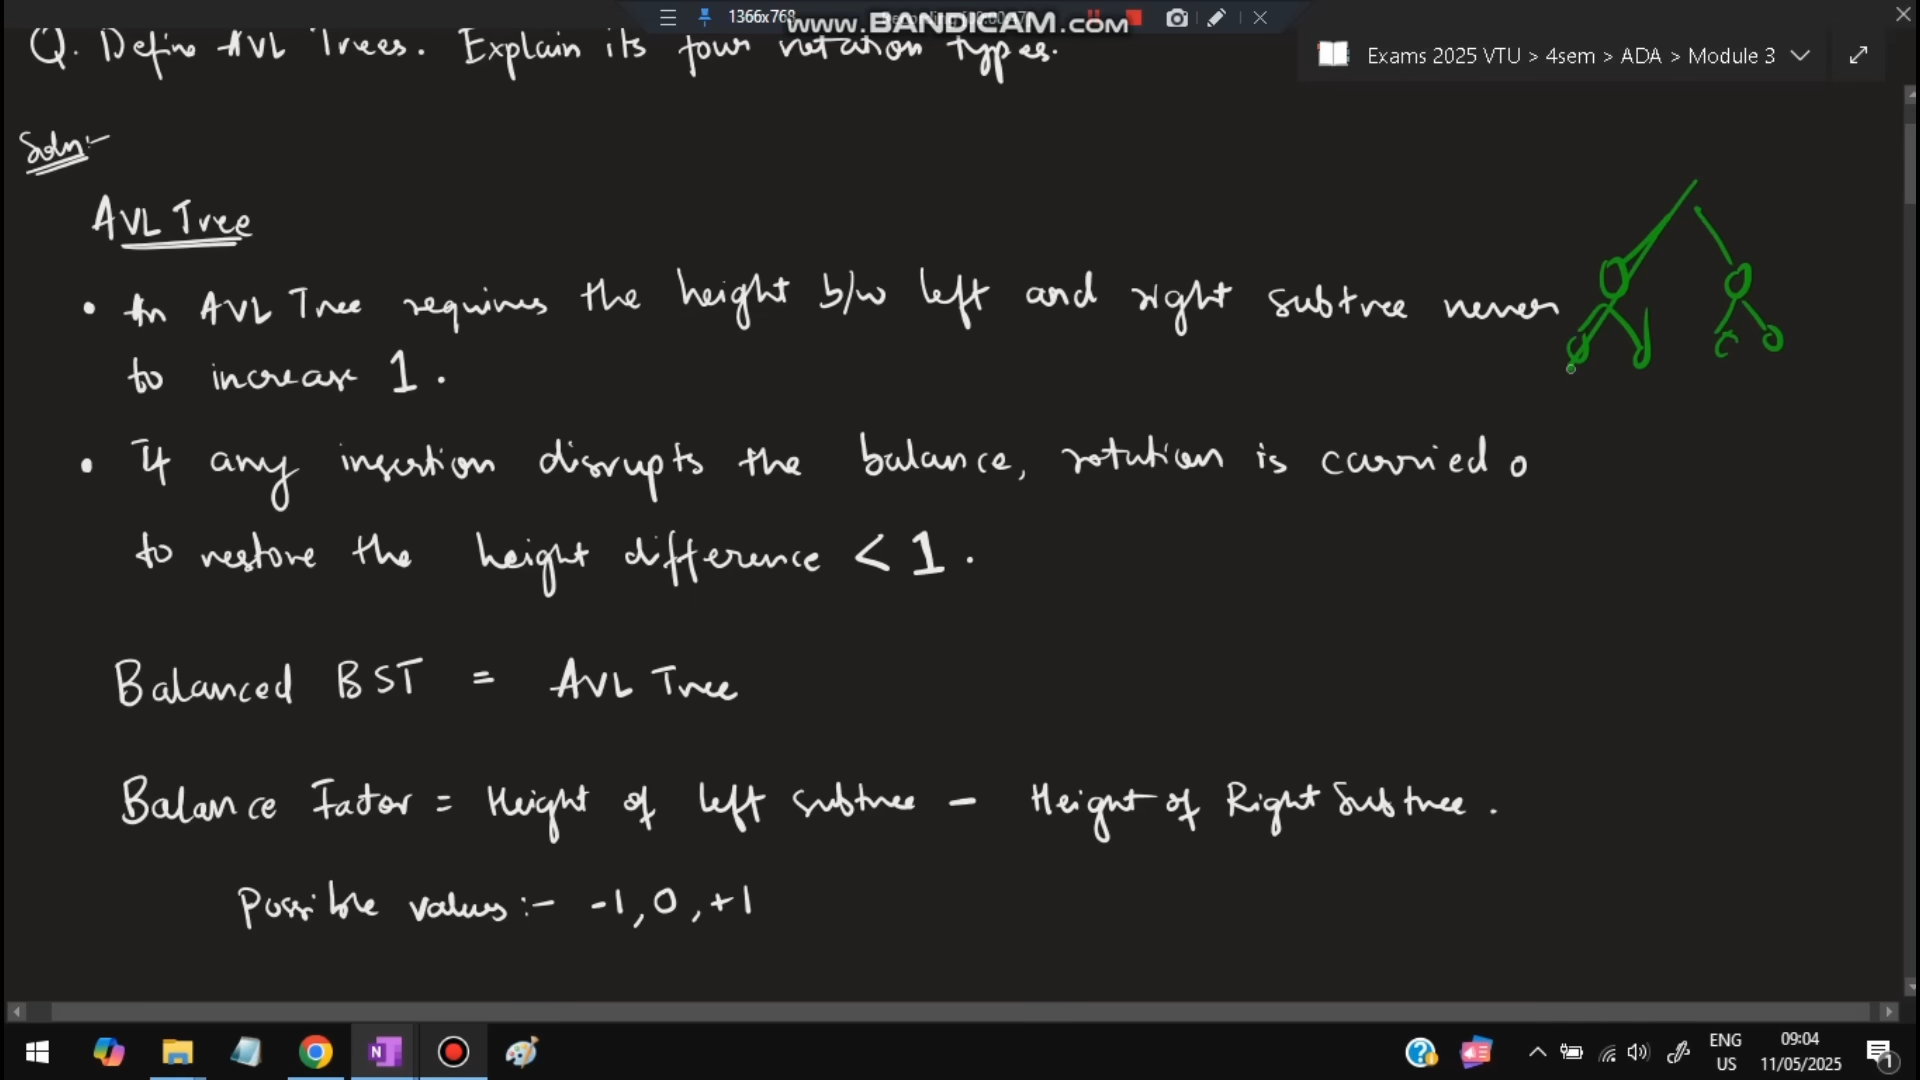 1366x768
www.BANDICAM.com
Q. Define AVL Trees. Explain its four rotation types.
Exams 2025 VTU > 4sem > ADA > Module 3
Soln:-
AVL Tree
• An AVL Tree requires the height b/w left and right subtree never
to increase 1.
• If any insertion disrupts the balance, rotation is carried o
to restore the height difference < 1.
Balanced BST = AVL Tree
Balance Factor = Height of left subtree - Height of Right Subtree.
Possible values:- -1, 0, +1
ENG
US
09:04
11/05/2025
1